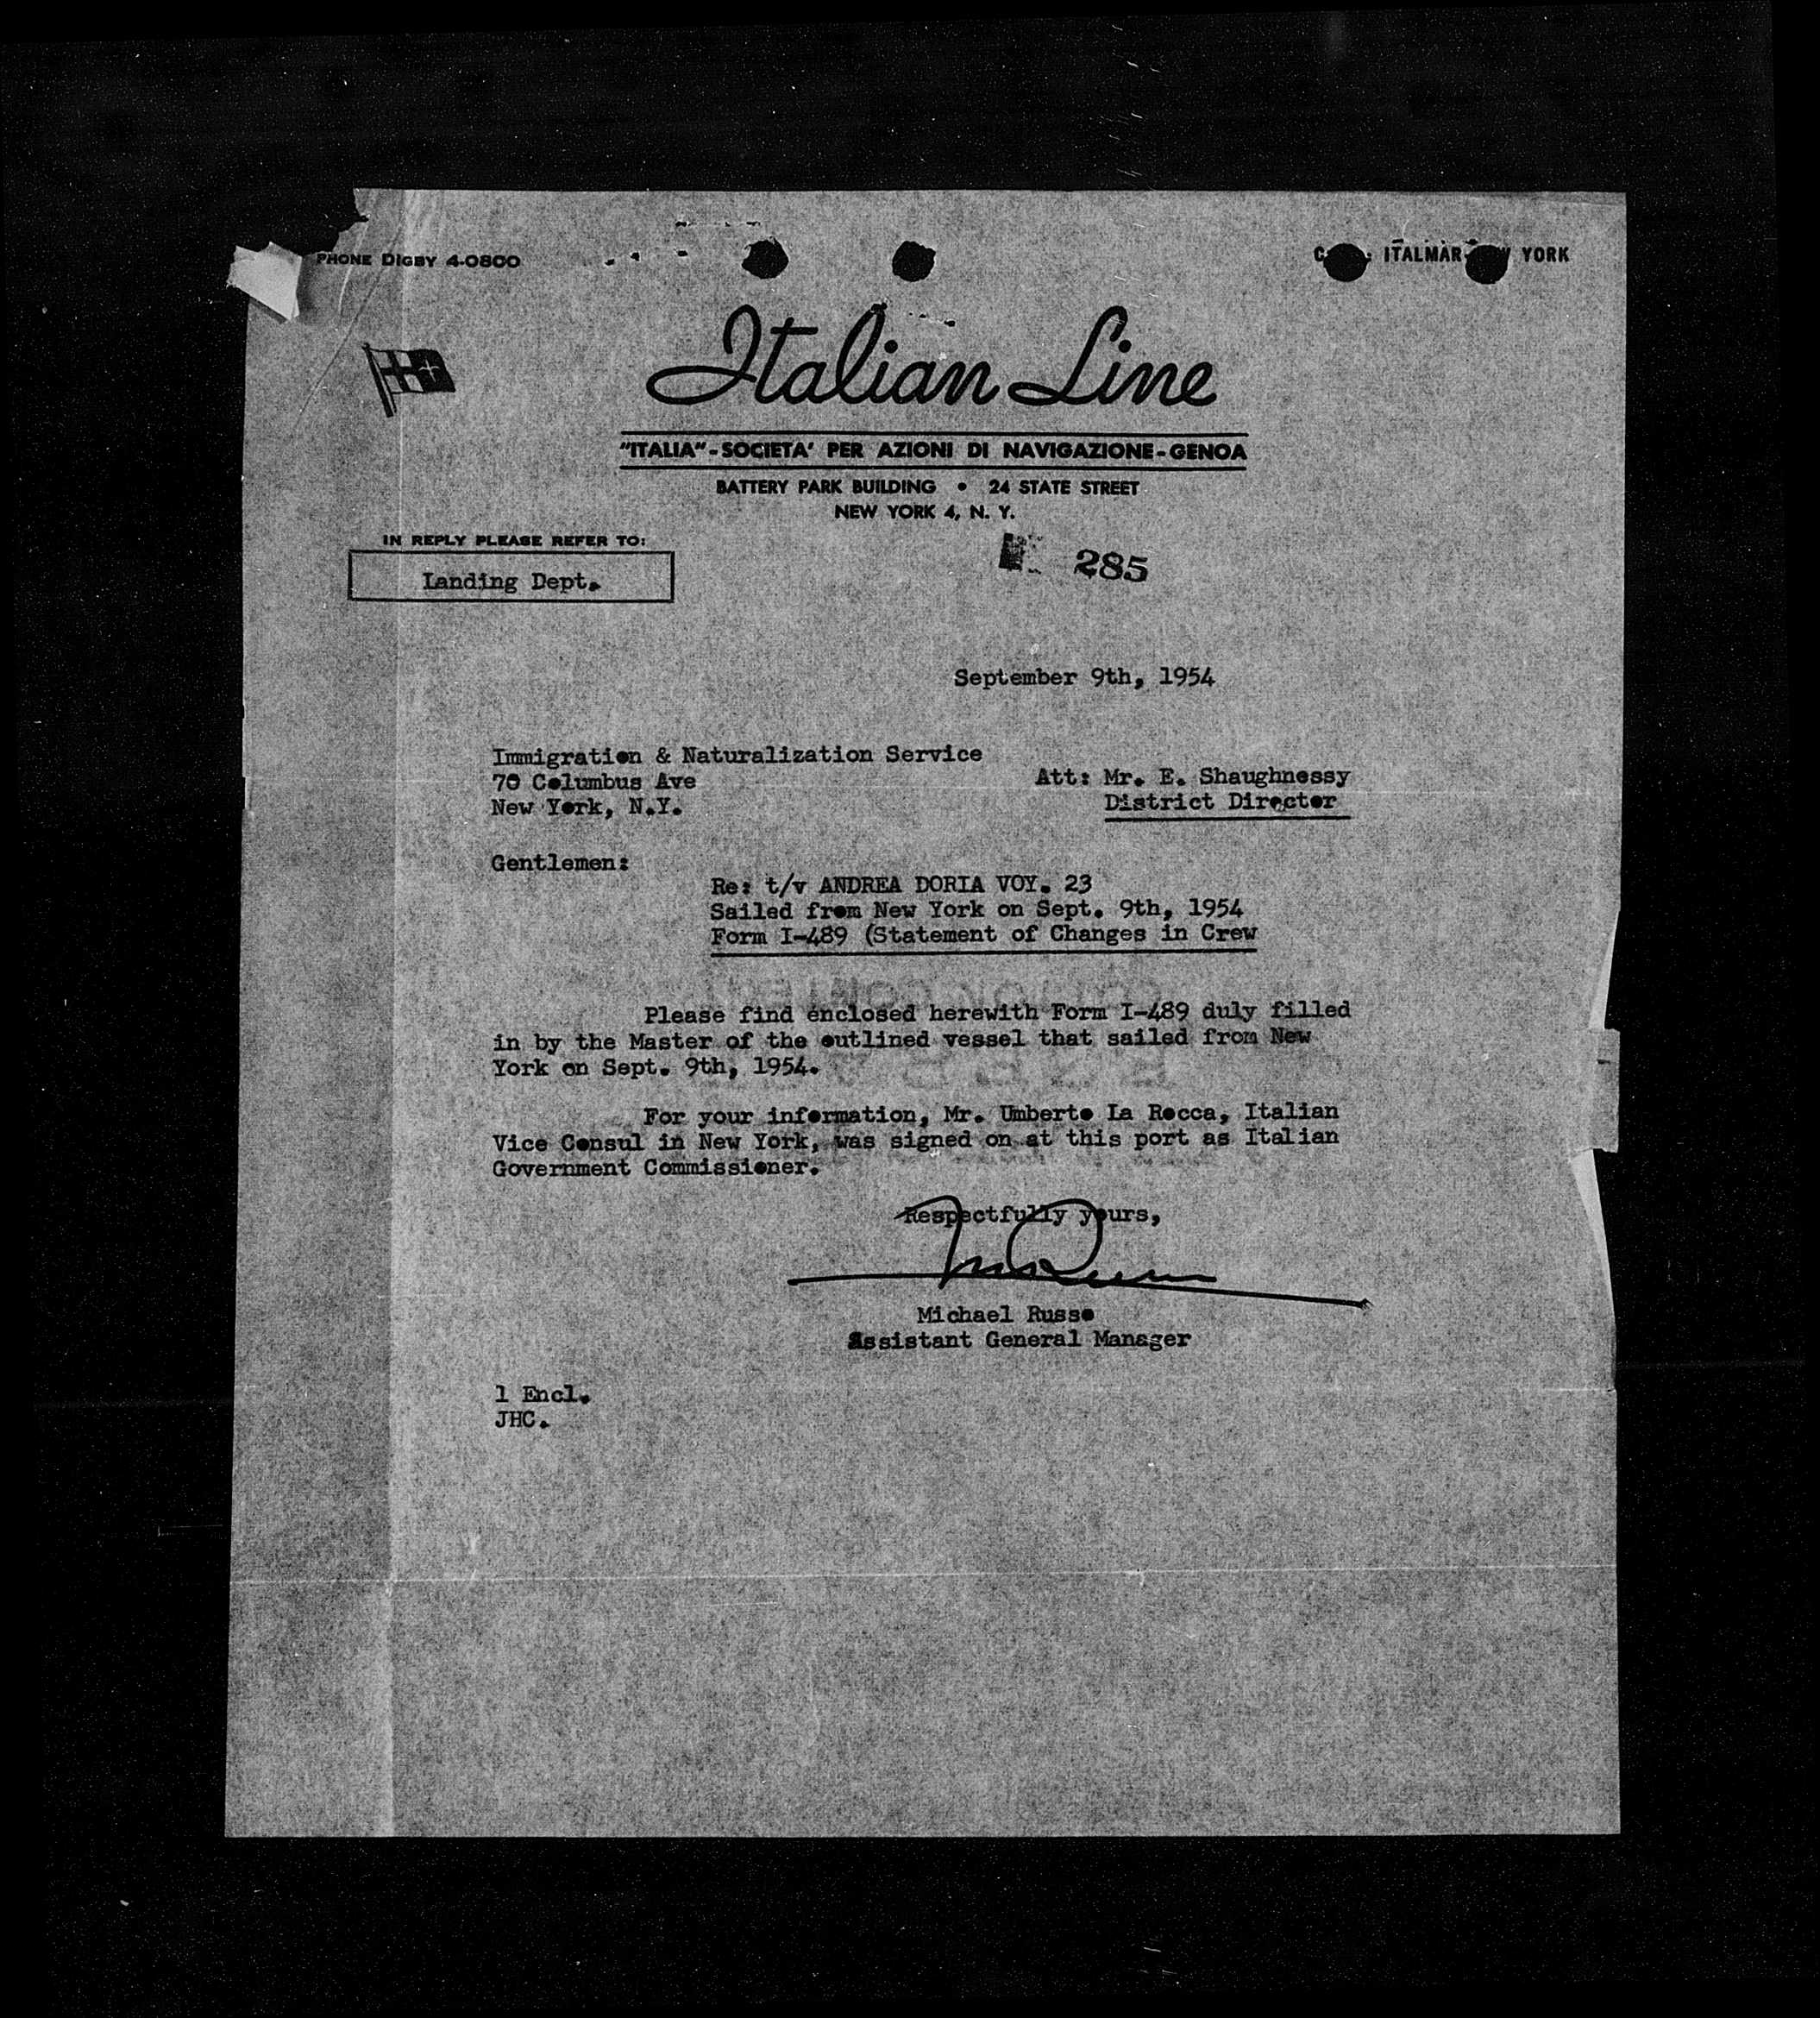 PHONE DIGBY 4-0800
ITALMAR YORK
Italian Line
"ITALIA" - SOCIETA' PER AZIONI DI NAVIGAZIONE - GENOA
BATTERY PARK BUILDING • 24 STATE STREET
NEW YORK 4, N. Y.
IN REPLY PLEASE REFER TO:
Landing Dept.
285
September 9th, 1954
Immigration & Naturalization Service
70 Columbus Ave
New York, N.Y.
Att: Mr. E. Shaughnessy
District Director
Gentlemen:
Re: t/v ANDREA DORIA VOY. 23
Sailed from New York on Sept. 9th, 1954
Form I-489 (Statement of Changes in Crew
Please find enclosed herewith Form I-489 duly filled
in by the Master of the outlined vessel that sailed from New
York on Sept. 9th, 1954.
For your information, Mr. Umberto La Rocca, Italian
Vice Consul in New York, was signed on at this port as Italian
Government Commissioner.
Respectfully yours,
Michael Russo
Assistant General Manager
1 Encl.
JHC.